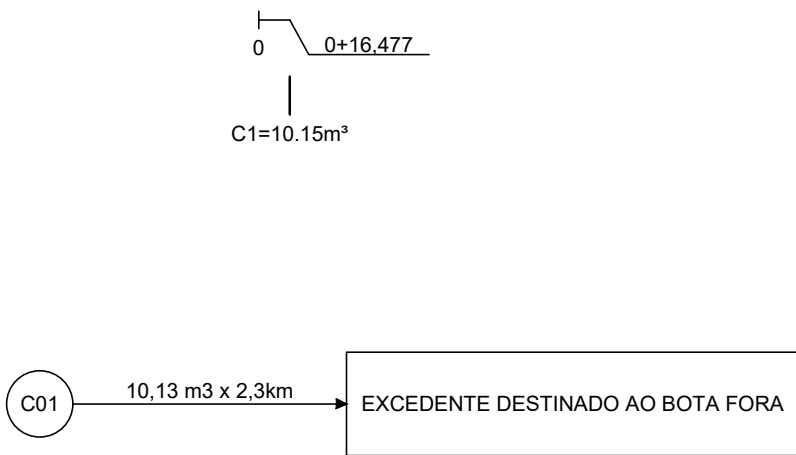 0
0+16,477
C1=10.15m³
C01
10,13 m3 x 2,3km
EXCEDENTE DESTINADO AO BOTA FORA